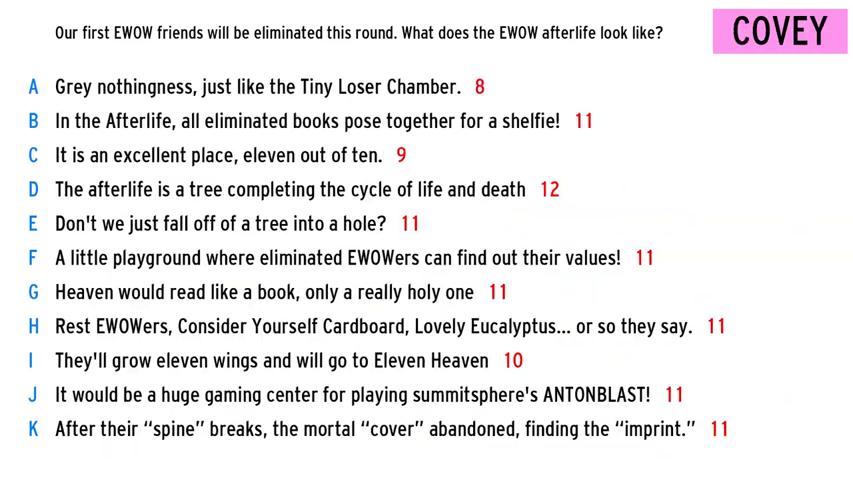 Our first EWOW friends will be eliminated this round. What does the EWOW afterlife look like?
COVEY
A Grey nothingness, just like the Tiny Loser Chamber. 8
B In the Afterlife, all eliminated books pose together for a shelfie! 11
C It is an excellent place, eleven out of ten. 9
D The afterlife is a tree completing the cycle of life and death 12
E Don't we just fall off of a tree into a hole? 11
F A little playground where eliminated EWOWers can find out their values! 11
G Heaven would read like a book, only a really holy one 11
H Rest EWOWers, Consider Yourself Cardboard, Lovely Eucalyptus... or so they say. 11
I They'll grow eleven wings and will go to Eleven Heaven 10
J It would be a huge gaming center for playing summitsphere's ANTONBLAST! 11
K After their “spine” breaks, the mortal “cover” abandoned, finding the “imprint.” 11